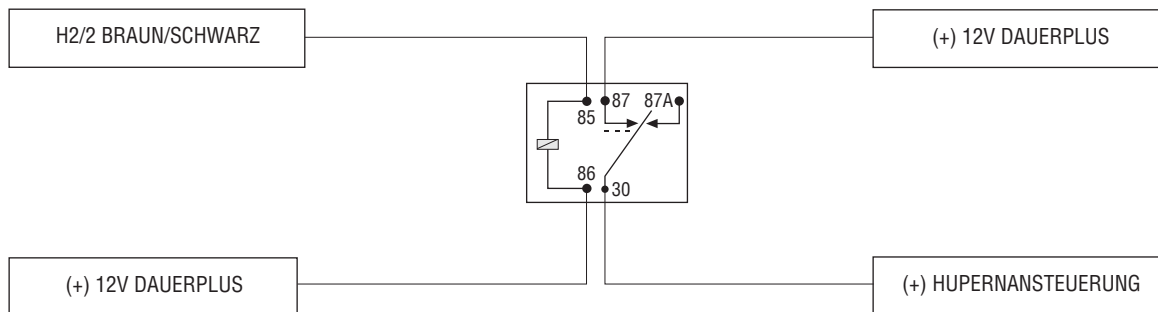 H2/2 BRAUN/SCHWARZ
(+) 12V DAUERPLUS
87 87A
85
86
30
(+) 12V DAUERPLUS
(+) HUPERNANSTEUERUNG